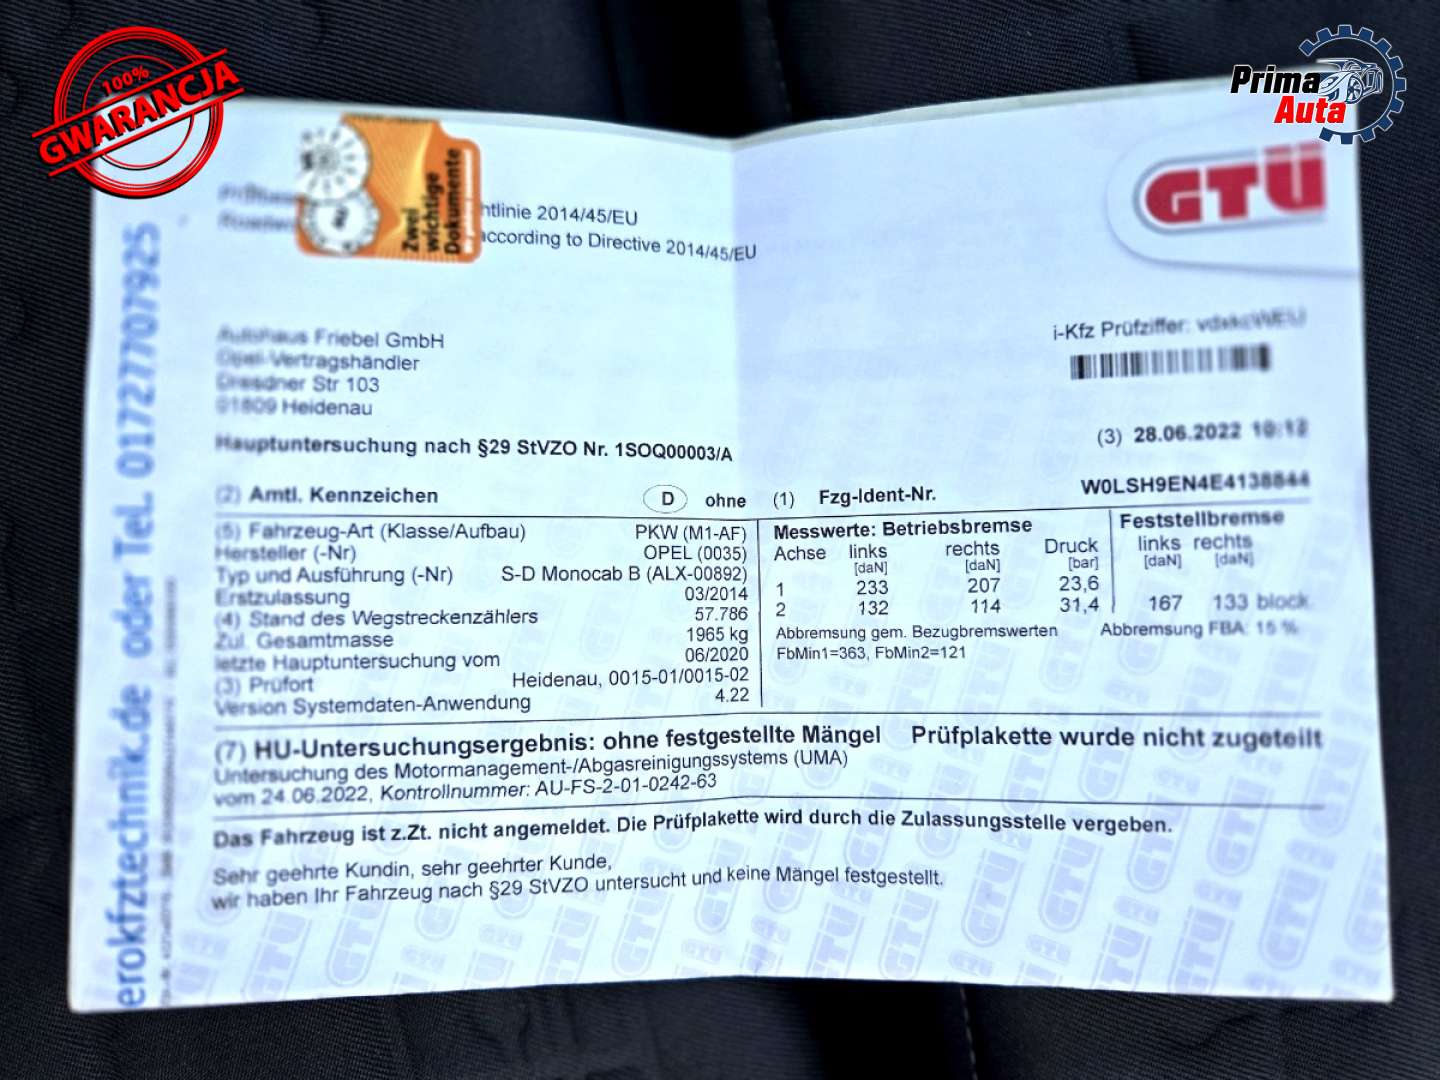 100%
GWARANCJA
Prima
Auta
GTÜ
Zwei
wichtige
Dokumente
htlinie 2014/45/EU
according to Directive 2014/45/EU
Autohaus Friebel GmbH
Opel-Vertragshändler
Dresdner Str 103
01809 Heidenau
i-Kfz Prüfziffer:
Hauptuntersuchung nach §29 StVZO Nr. 1SOQ00003/A
(3) 28.06.2022
(2) Amtl. Kennzeichen D ohne (1) Fzg-Ident-Nr. W0LSH9EN4E4138844
(5) Fahrzeug-Art (Klasse/Aufbau) PKW (M1-AF)
Hersteller (-Nr) OPEL (0035)
Typ und Ausführung (-Nr) S-D Monocab B (ALX-00892)
Erstzulassung 03/2014
(4) Stand des Wegstreckenzählers 57.786
Zul. Gesamtmasse 1965 kg
letzte Hauptuntersuchung vom 06/2020
(3) Prüfort Heidenau, 0015-01/0015-02
Version Systemdaten-Anwendung 4.22
Messwerte: Betriebsbremse Feststellbremse
Achse links rechts Druck links rechts
[daN] [daN] [bar] [daN] [daN]
1 233 207 23,6
2 132 114 31,4 167 133 block.
Abbremsung gem. Bezugbremswerten Abbremsung FBA: 15 %
FbMin1=363, FbMin2=121
(7) HU-Untersuchungsergebnis: ohne festgestellte Mängel Prüfplakette wurde nicht zugeteilt
Untersuchung des Motormanagement-/Abgasreinigungssystems (UMA)
vom 24.06.2022, Kontrollnummer: AU-FS-2-01-0242-63
Das Fahrzeug ist z.Zt. nicht angemeldet. Die Prüfplakette wird durch die Zulassungsstelle vergeben.
Sehr geehrte Kundin, sehr geehrter Kunde,
wir haben Ihr Fahrzeug nach §29 StVZO untersucht und keine Mängel festgestellt.
erokfztechnik.de oder Tel. 01727707925